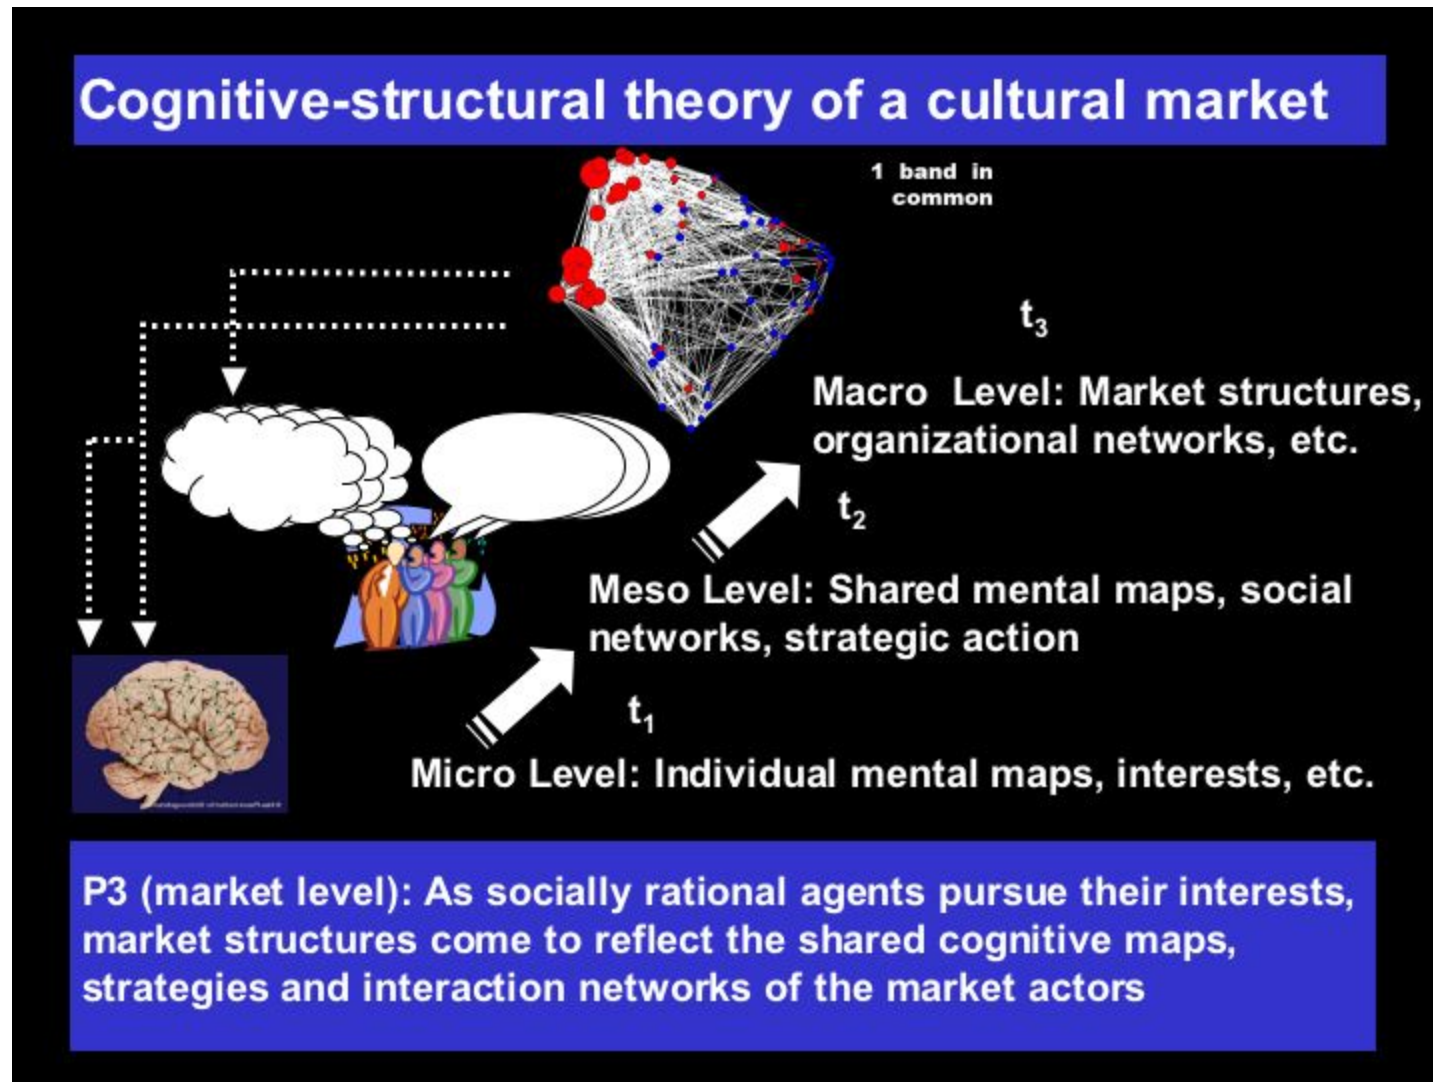 Cognitive-structural theory of a cultural market
1 band in
common
t3
Macro Level: Market structures,
organizational networks, etc.
t2
Meso Level: Shared mental maps, social
networks, strategic action
t1
Micro Level: Individual mental maps, interests, etc.
P3 (market level): As socially rational agents pursue their interests,
market structures come to reflect the shared cognitive maps,
strategies and interaction networks of the market actors